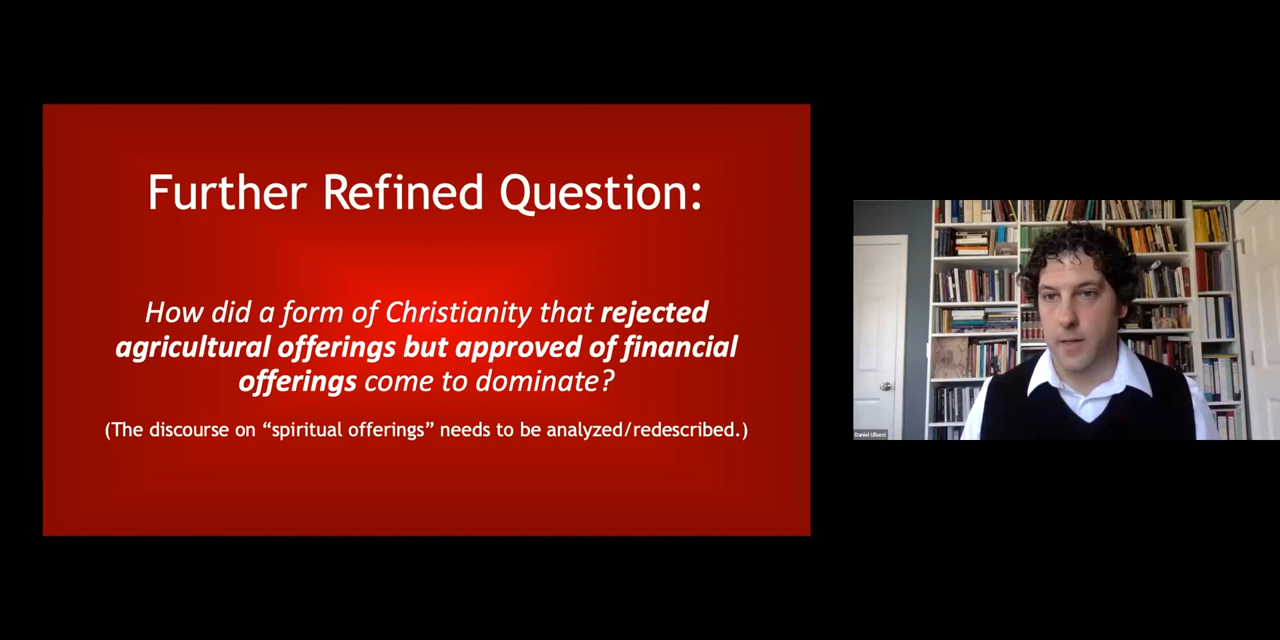 Further Refined Question:
How did a form of Christianity that rejected
agricultural offerings but approved of financial
offerings come to dominate?
(The discourse on “spiritual offerings” needs to be analyzed/redescribed.)
Daniel Ullucci